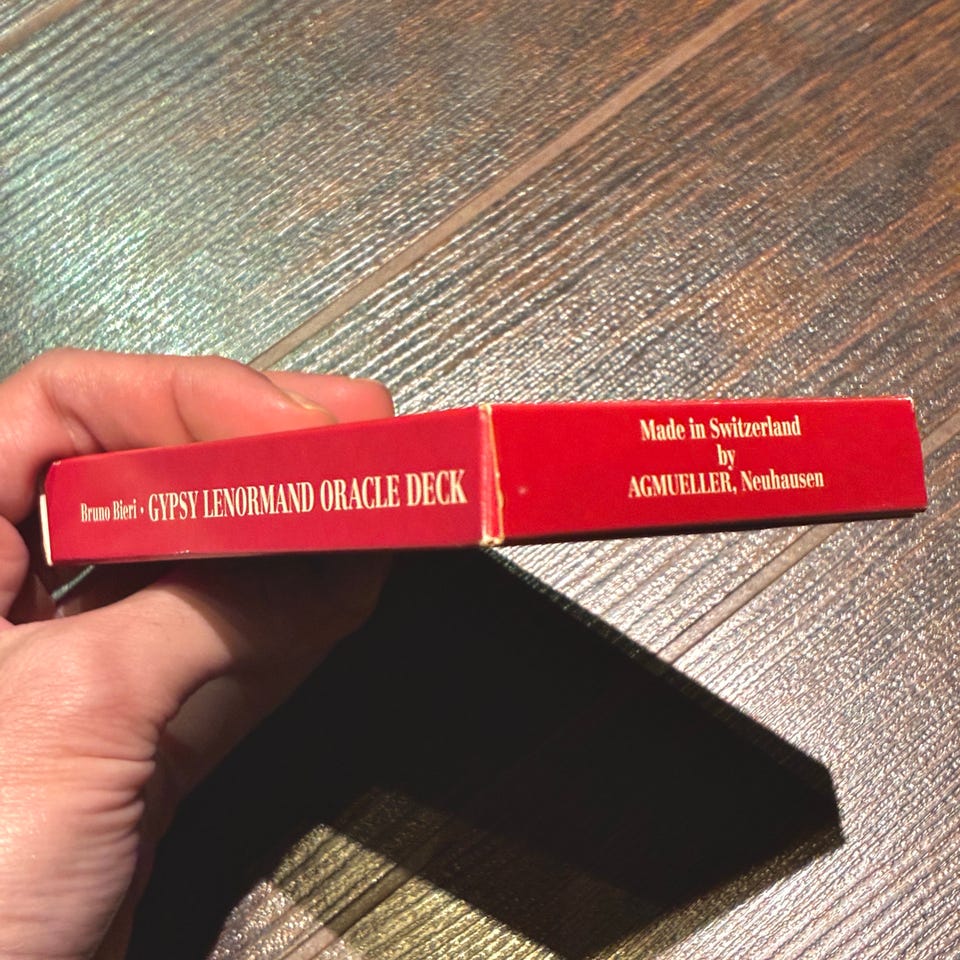 Bruno Bieri · GYPSY LENORMAND ORACLE DECK
Made in Switzerland
by
AGMUELLER, Neuhausen